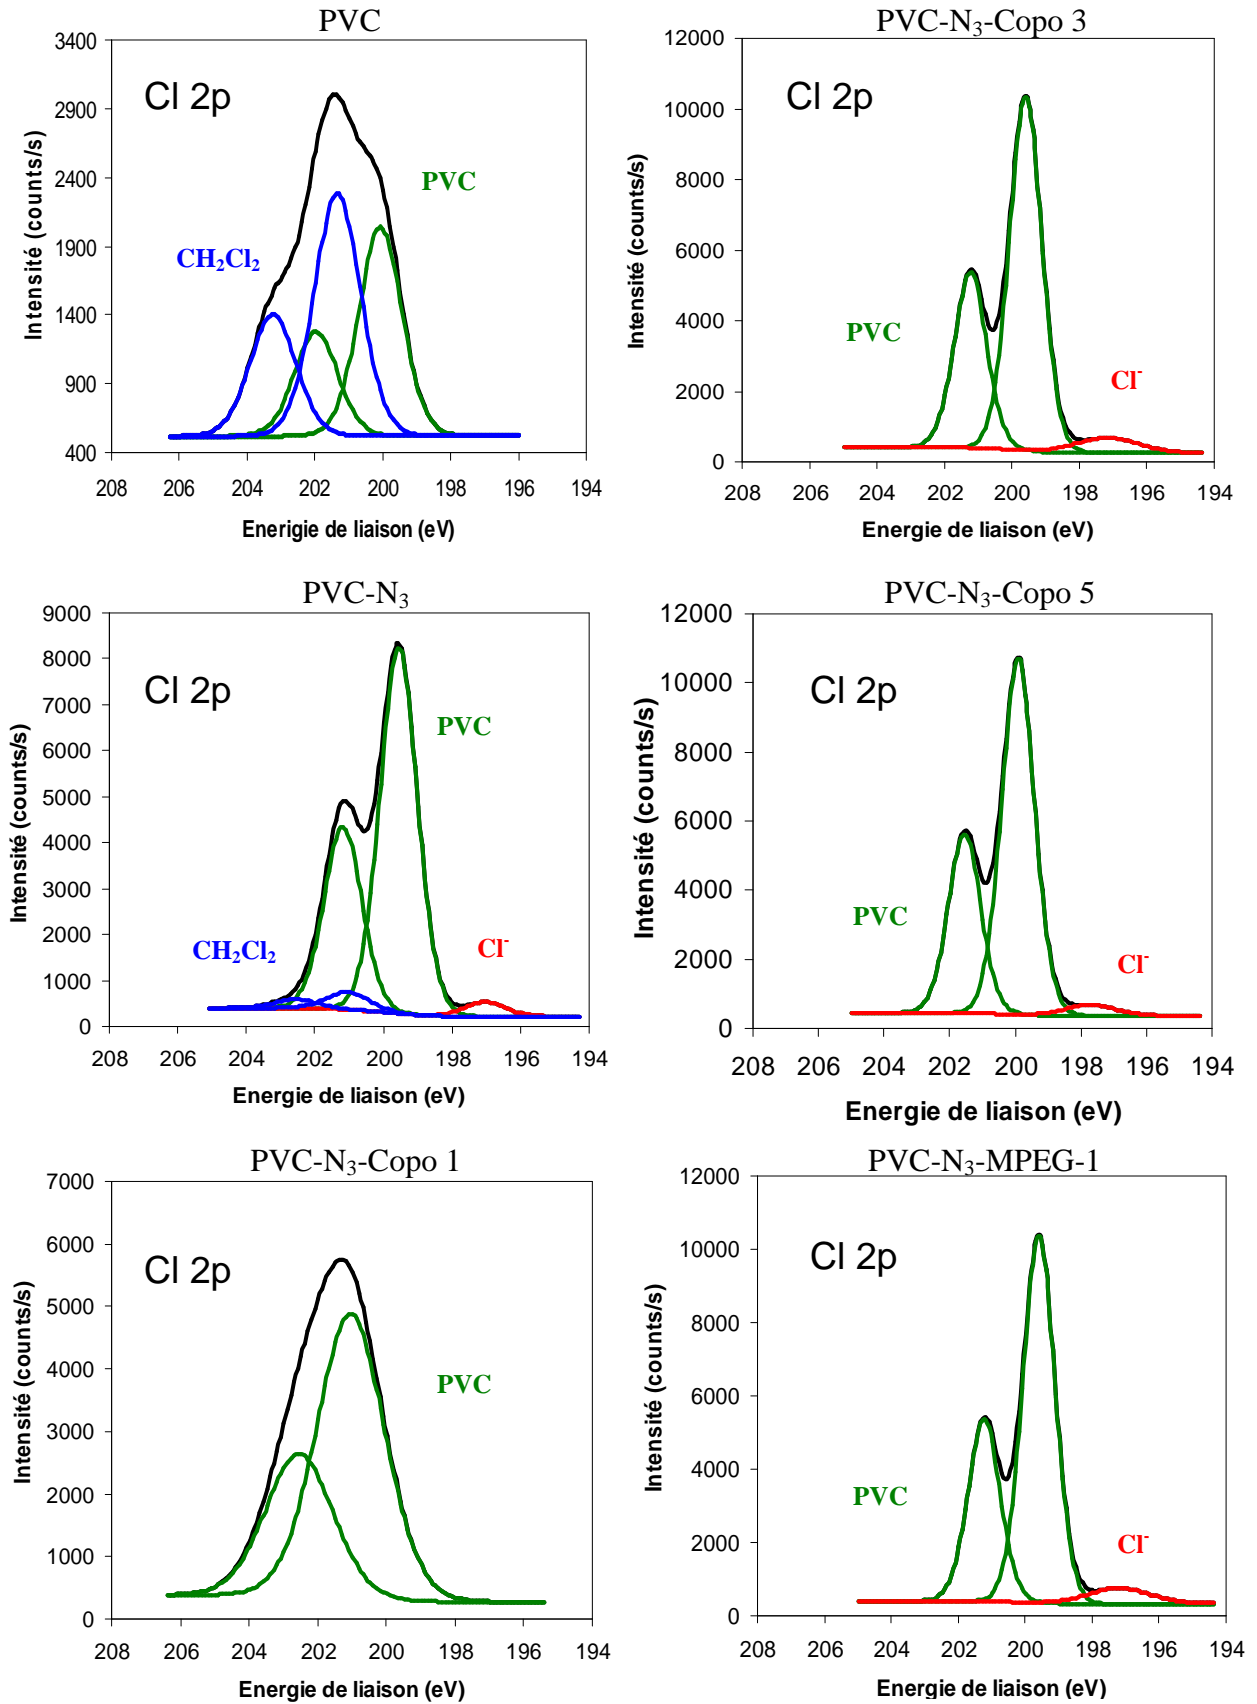 PVC
3400
2900
2400
1900
1400
900
400
Intensité (counts/s)
Cl 2p
PVC
CH₂Cl₂
208 206 204 202 200 198 196 194
Enerigie de liaison (eV)
PVC-N₃-Copo 3
12000
10000
8000
6000
4000
2000
0
Intensité (counts/s)
Cl 2p
PVC
Cl⁻
208 206 204 202 200 198 196 194
Energie de liaison (eV)
PVC-N₃
9000
8000
7000
6000
5000
4000
3000
2000
1000
0
Intensité (counts/s)
Cl 2p
PVC
CH₂Cl₂
Cl⁻
208 206 204 202 200 198 196 194
Energie de liaison (eV)
PVC-N₃-Copo 5
12000
10000
8000
6000
4000
2000
0
Intensité (counts/s)
Cl 2p
PVC
Cl⁻
208 206 204 202 200 198 196 194
Energie de liaison (eV)
PVC-N₃-Copo 1
7000
6000
5000
4000
3000
2000
1000
0
Intensité (counts/s)
Cl 2p
PVC
208 206 204 202 200 198 196 194
Energie de liaison (eV)
PVC-N₃-MPEG-1
12000
10000
8000
6000
4000
2000
0
Intensité (counts/s)
Cl 2p
PVC
Cl⁻
208 206 204 202 200 198 196 194
Energie de liaison (eV)